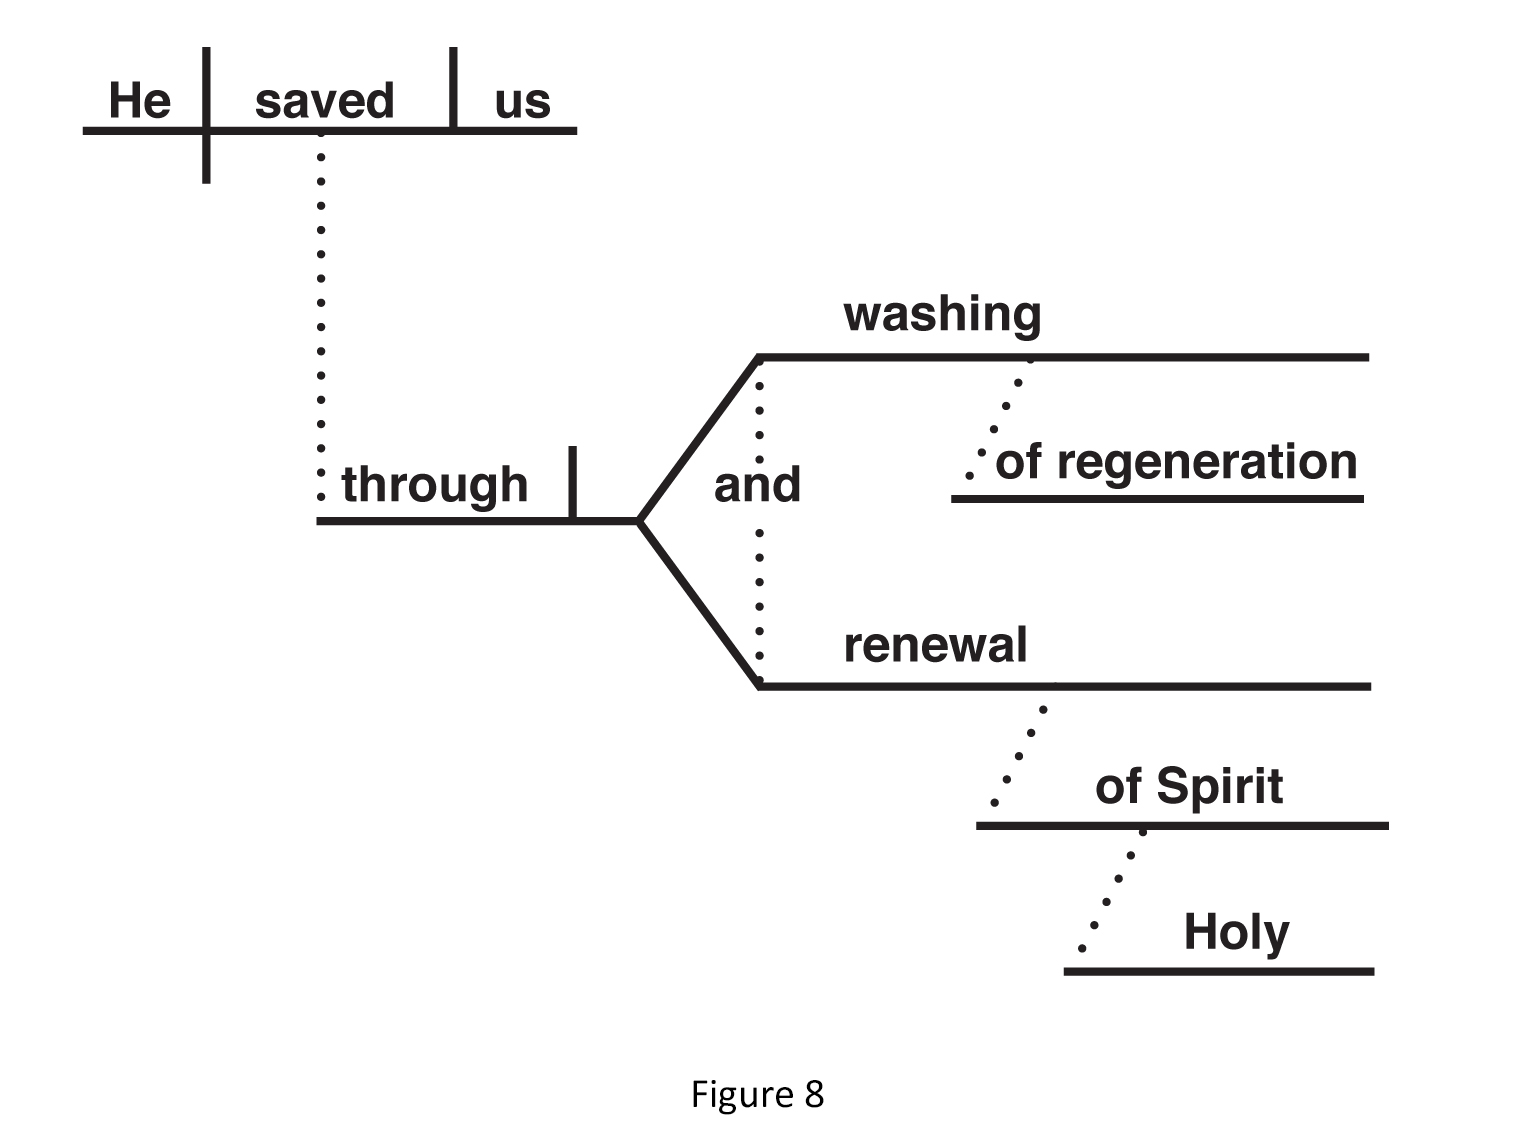 He saved us
washing
of regeneration
through and
renewal
of Spirit
Holy
Figure 8